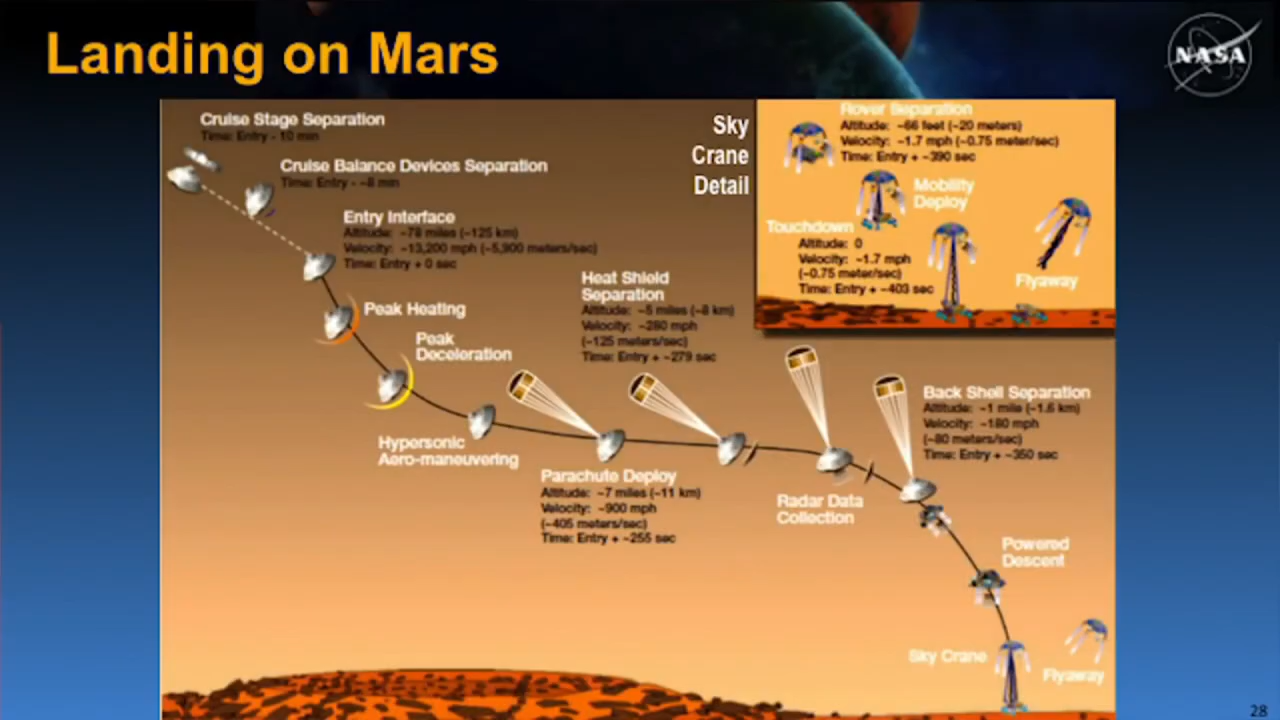 Landing on Mars
NASA
Cruise Stage Separation
Time: Entry - 10 min
Cruise Balance Devices Separation
Time: Entry - ~8 min
Entry Interface
Altitude: ~78 miles (~125 km)
Velocity: ~13,200 mph (~5,900 meters/sec)
Time: Entry + 0 sec
Peak Heating
Peak
Deceleration
Hypersonic
Aero-maneuvering
Parachute Deploy
Altitude: ~7 miles (~11 km)
Velocity: ~900 mph
(~405 meters/sec)
Time: Entry + ~255 sec
Heat Shield
Separation
Altitude: ~5 miles (~8 km)
Velocity: ~280 mph
(~125 meters/sec)
Time: Entry + ~279 sec
Radar Data
Collection
Back Shell Separation
Altitude: ~1 mile (~1.6 km)
Velocity: ~180 mph
(~80 meters/sec)
Time: Entry + ~350 sec
Powered
Descent
Sky Crane
Flyaway
Sky
Crane
Detail
Rover Separation
Altitude: ~66 feet (~20 meters)
Velocity: ~1.7 mph (~0.75 meter/sec)
Time: Entry + ~390 sec
Mobility
Deploy
Touchdown
Altitude: 0
Velocity: ~1.7 mph
(~0.75 meter/sec)
Time: Entry + ~403 sec
Flyaway
28